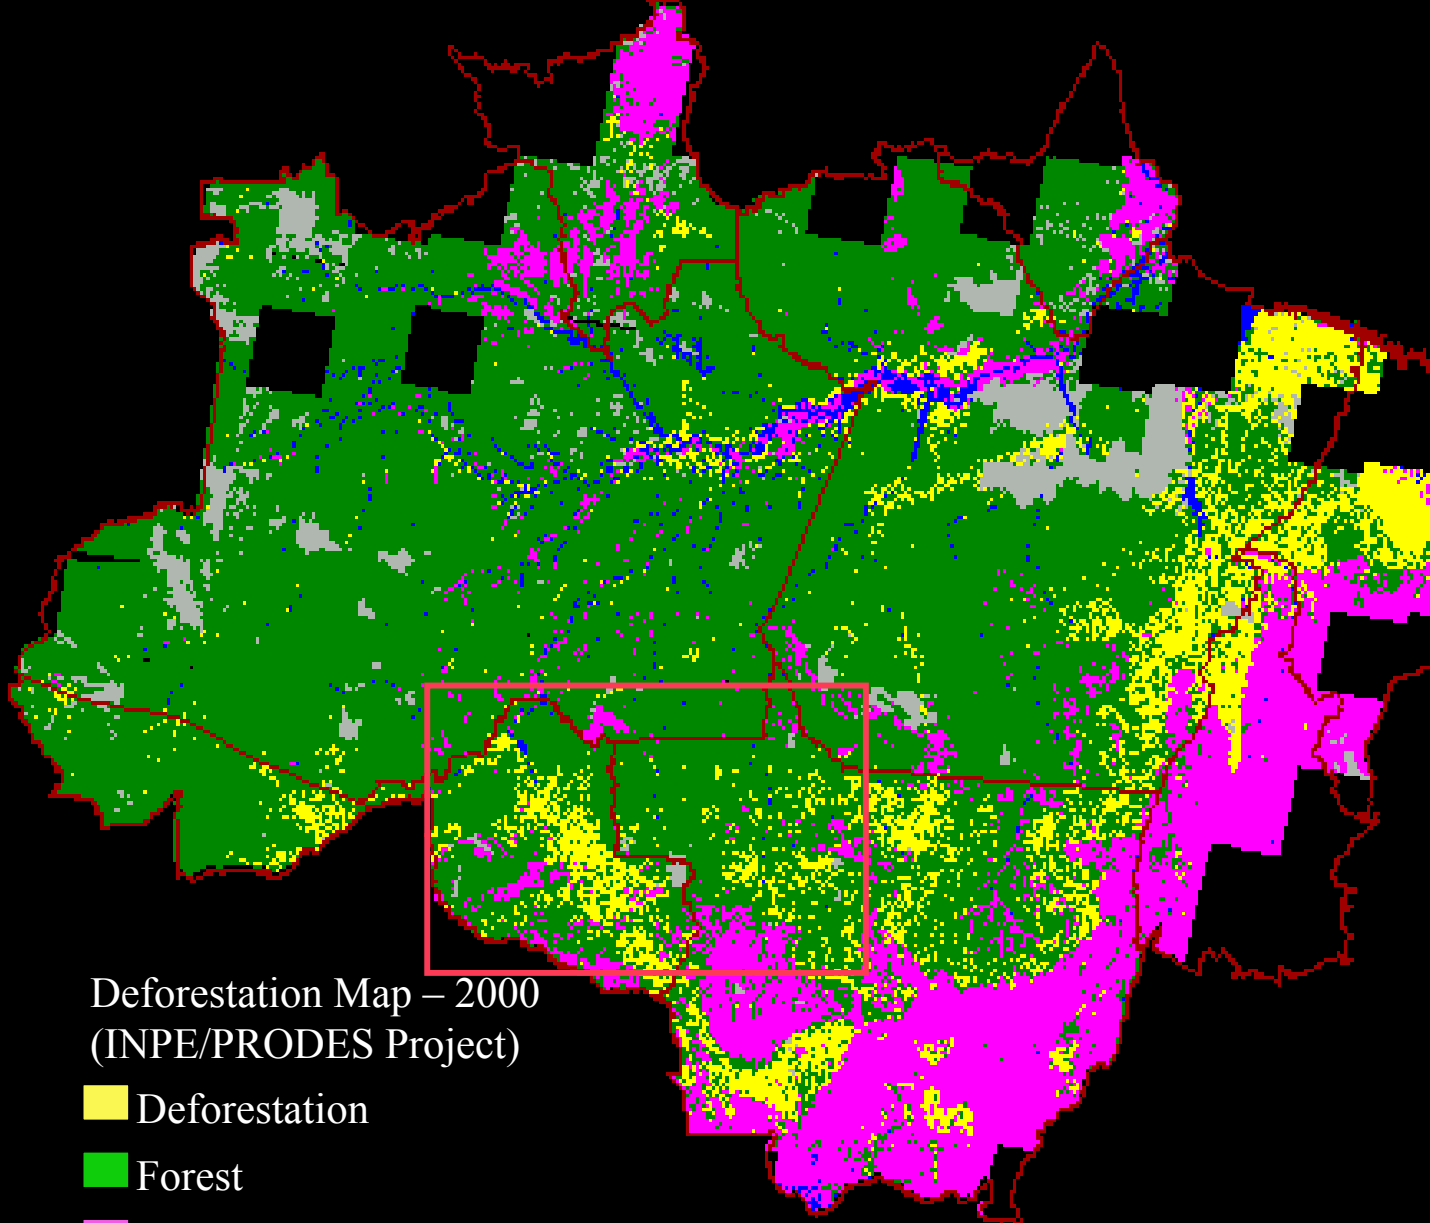 Deforestation Map – 2000
(INPE/PRODES Project)
Deforestation
Forest